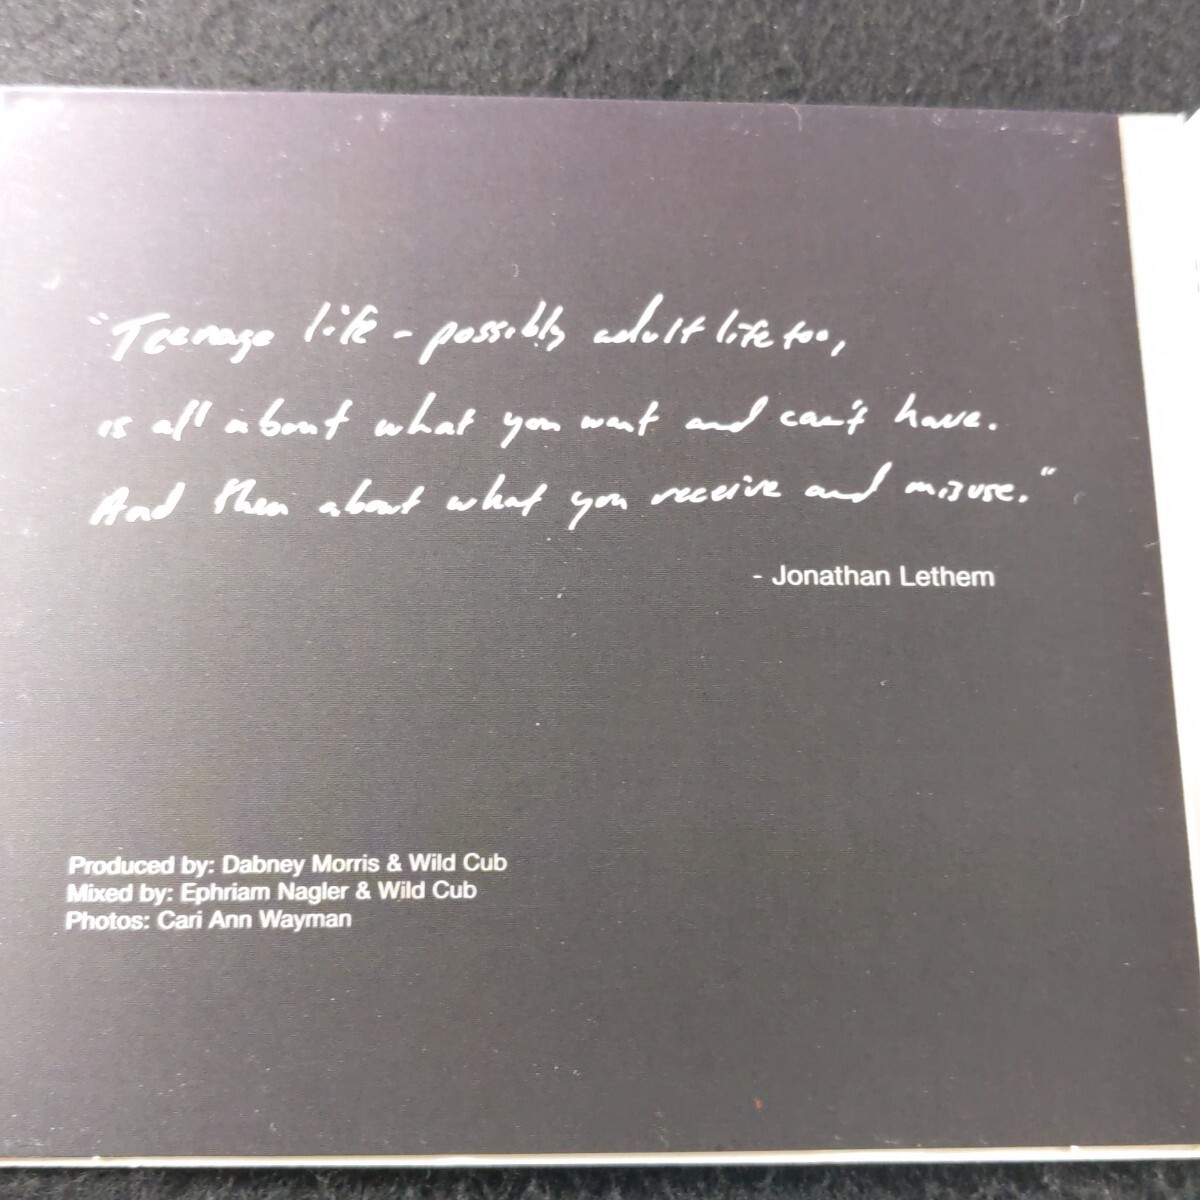 "Teenage life - possibly adult life too,
is all about what you want and can't have.
And then about what you receive and misuse."
- Jonathan Lethem
Produced by: Dabney Morris & Wild Cub
Mixed by: Ephriam Nagler & Wild Cub
Photos: Cari Ann Wayman